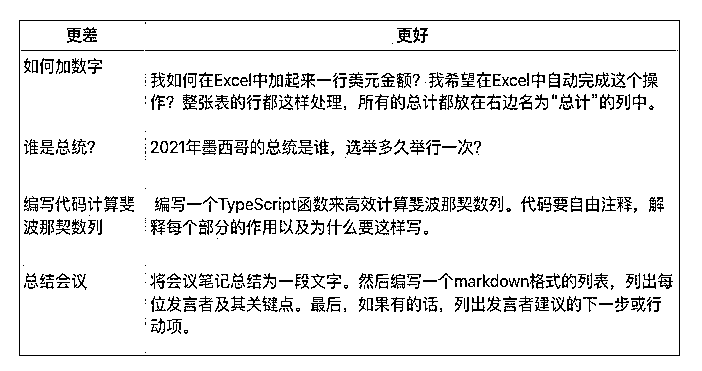 更差
更好
如何加数字
我如何在Excel中加起来一行美元金额？我希望在Excel中自动完成这个操
作？整张表的行都这样处理，所有的总计都放在右边名为“总计”的列中。
谁是总统？
2021年墨西哥的总统是谁，选举多久举行一次？
编写代码计算斐
波那契数列
编写一个TypeScript函数来高效计算斐波那契数列。代码要自由注释，解
释每个部分的作用以及为什么要这样写。
总结会议
将会议笔记总结为一段文字。然后编写一个markdown格式的列表，列出每
位发言者及其关键点。最后，如果有的话，列出发言者建议的下一步或行
动项。